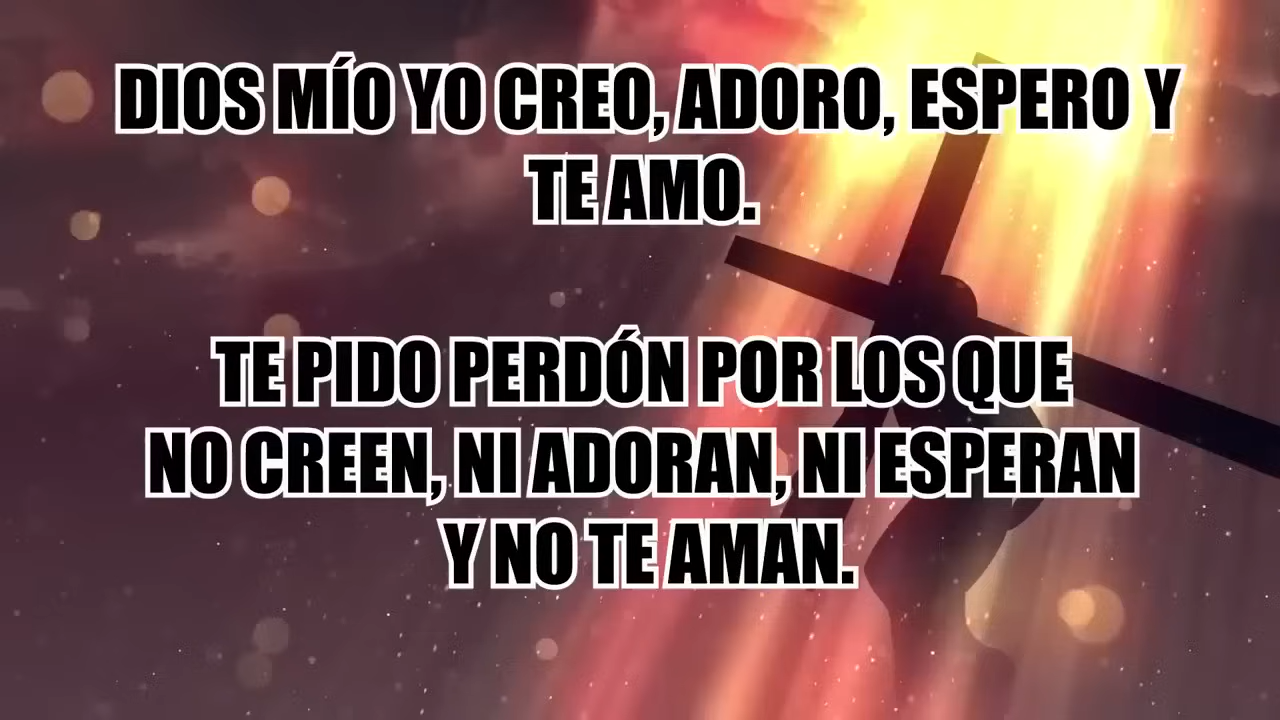 DIOS MÍO YO CREO, ADORO, ESPERO Y
TE AMO.
TE PIDO PERDÓN POR LOS QUE
NO CREEN, NI ADORAN, NI ESPERAN
Y NO TE AMAN.